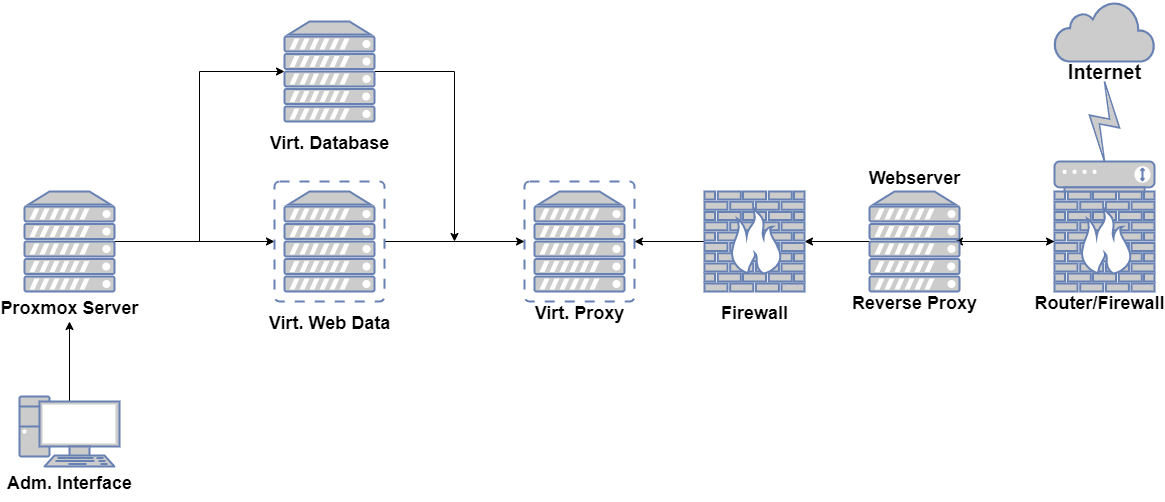 Internet
Virt. Database
Webserver
Proxmox Server
Virt. Web Data
Virt. Proxy
Firewall
Reverse Proxy
Router/Firewall
Adm. Interface